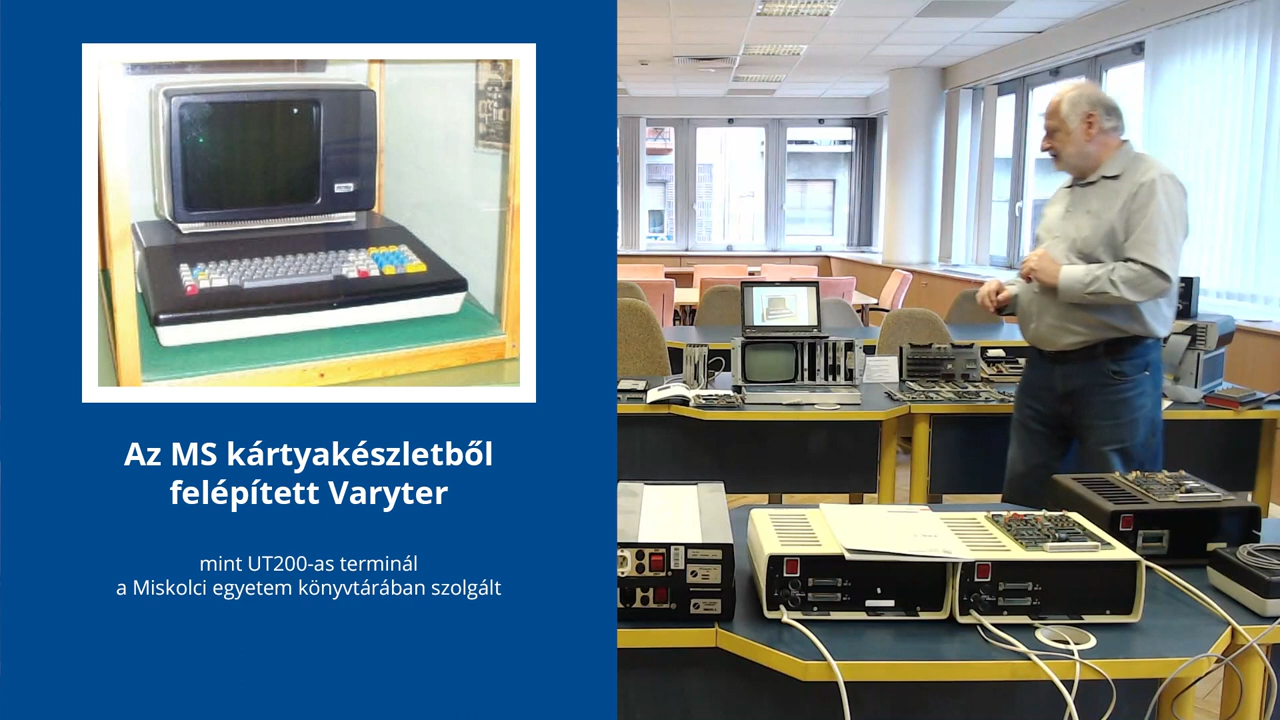 Az MS kártyakészletből
felépített Varyter
mint UT200-as terminál
a Miskolci egyetem könyvtárában szolgált